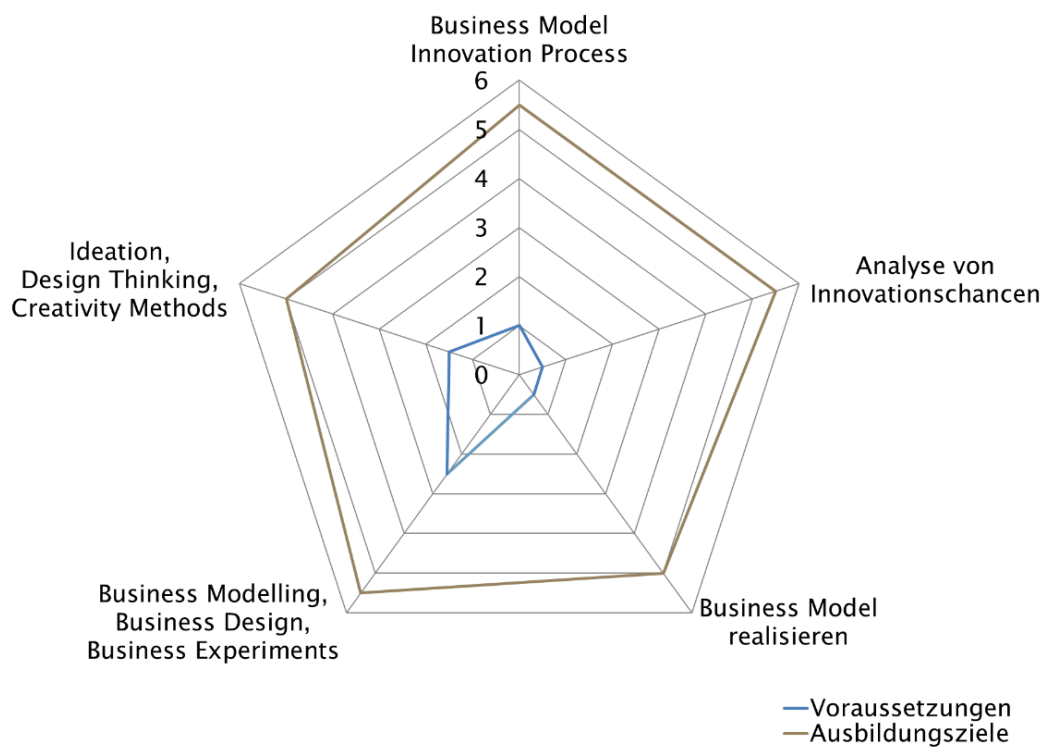 Business Model
Innovation Process
6
5
4
3
2
1
0
Analyse von
Innovationschancen
Business Model
realisieren
Business Modelling,
Business Design,
Business Experiments
Ideation,
Design Thinking,
Creativity Methods
Voraussetzungen
Ausbildungsziele